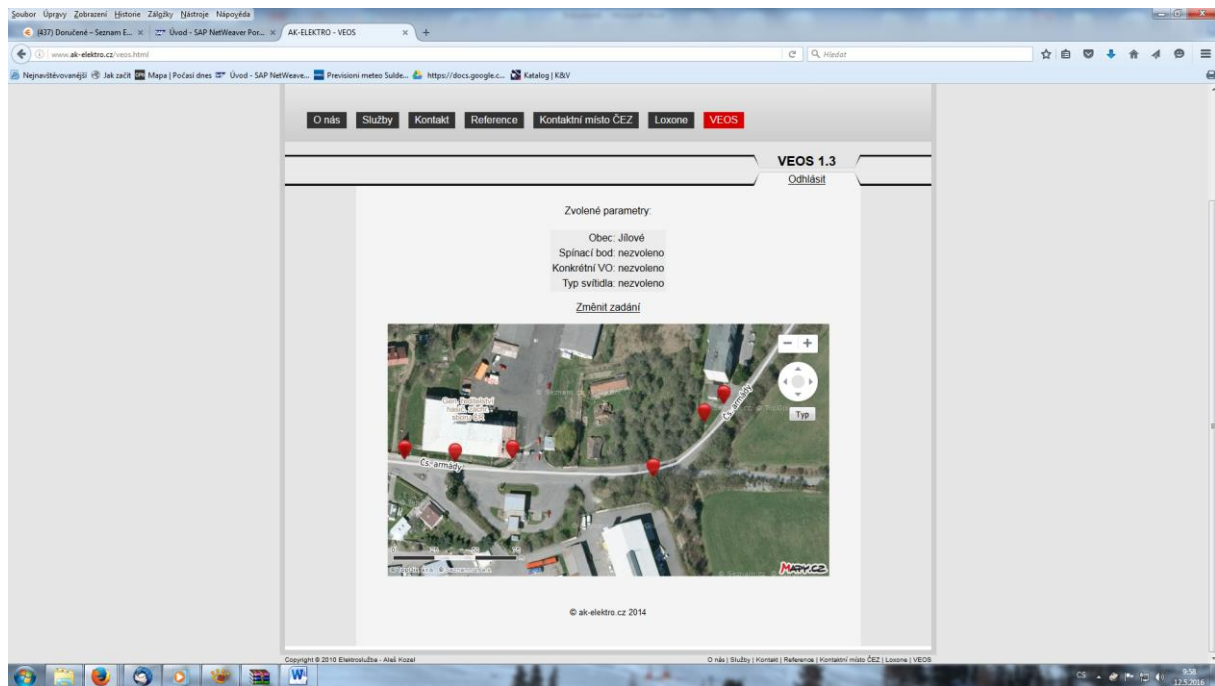 Soubor Úpravy Zobrazení Historie Záložky Nástroje Nápověda
(437) Doručené – Seznam E... × Úvod - SAP NetWeaver Por... × AK-ELEKTRO - VEOS × +
www.ak-elektro.cz/veos.html Hledat
Nejnavštěvovanější Jak začít Mapa | Počasí dnes Úvod - SAP NetWeave... Previsioni meteo Sulde... https://docs.google.c... Katalog | K&V
O nás Služby Kontakt Reference Kontaktní místo ČEZ Loxone VEOS
VEOS 1.3
Odhlásit
Zvolené parametry:
Obec: Jílové
Spínací bod: nezvoleno
Konkrétní VO: nezvoleno
Typ svítidla: nezvoleno
Změnit zadání
Typ
Čs. armády
Čs. armády
Mapy.cz
© ak-elektro.cz 2014
Copyright © 2010 Elektroslužba - Aleš Kozel O nás | Služby | Kontakt | Reference | Kontaktní místo ČEZ | Loxone | VEOS
CS 9:58
12.5.2016